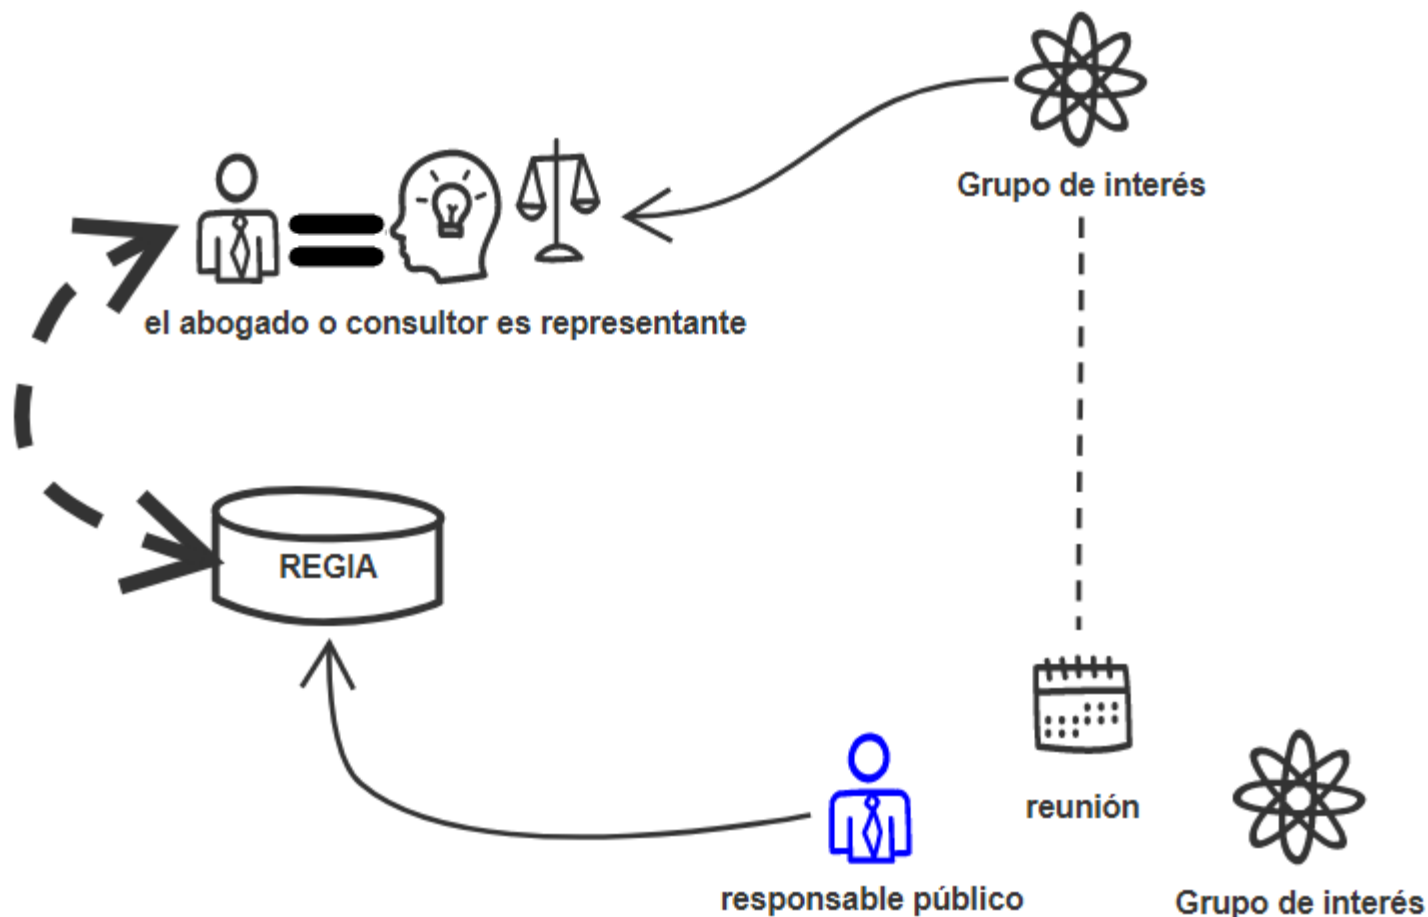 Grupo de interés
el abogado o consultor es representante
REGIA
reunión
responsable público
Grupo de interés